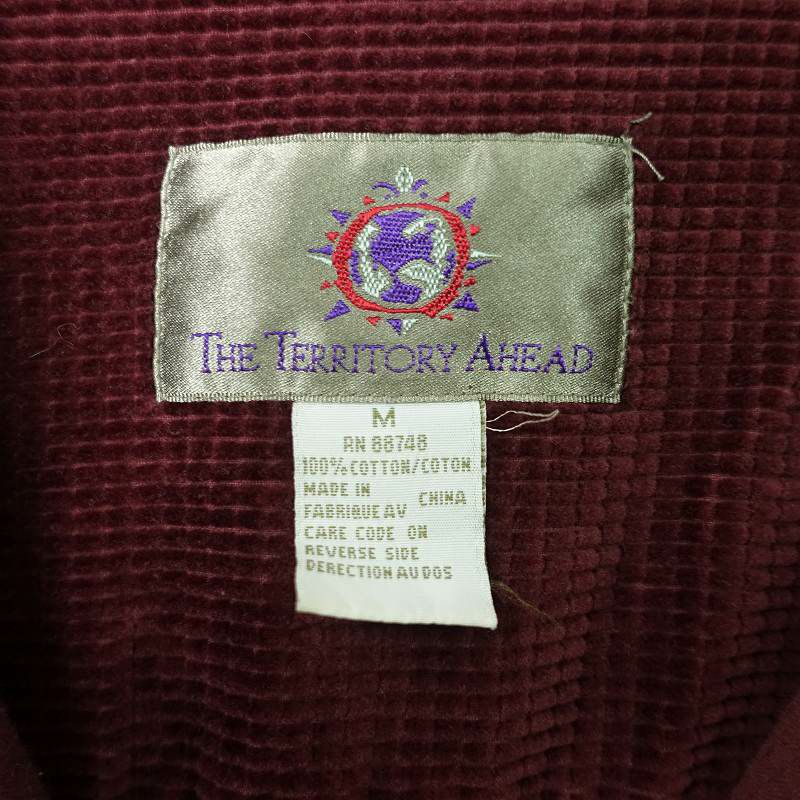 THE TERRITORY AHEAD
M
RN 88748
100% COTTON/COTON
MADE IN CHINA
FABRIQUE AV
CARE CODE ON
REVERSE SIDE
DERECTION AU DOS